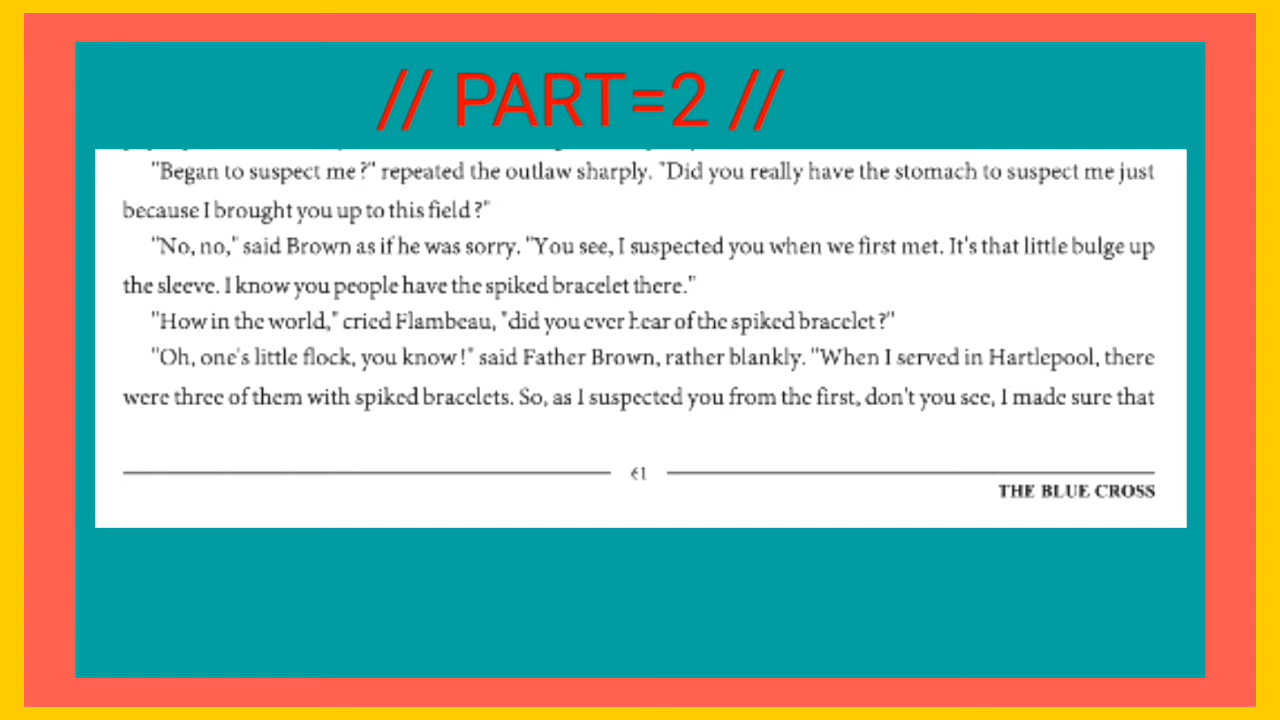 // PART=2 //
"Began to suspect me?" repeated the outlaw sharply. "Did you really have the stomach to suspect me just
because I brought you up to this field?"
"No, no," said Brown as if he was sorry. "You see, I suspected you when we first met. It's that little bulge up
the sleeve. I know you people have the spiked bracelet there."
"How in the world," cried Flambeau, "did you ever hear of the spiked bracelet?"
"Oh, one's little flock, you know!" said Father Brown, rather blankly. "When I served in Hartlepool, there
were three of them with spiked bracelets. So, as I suspected you from the first, don't you see, I made sure that
61
THE BLUE CROSS